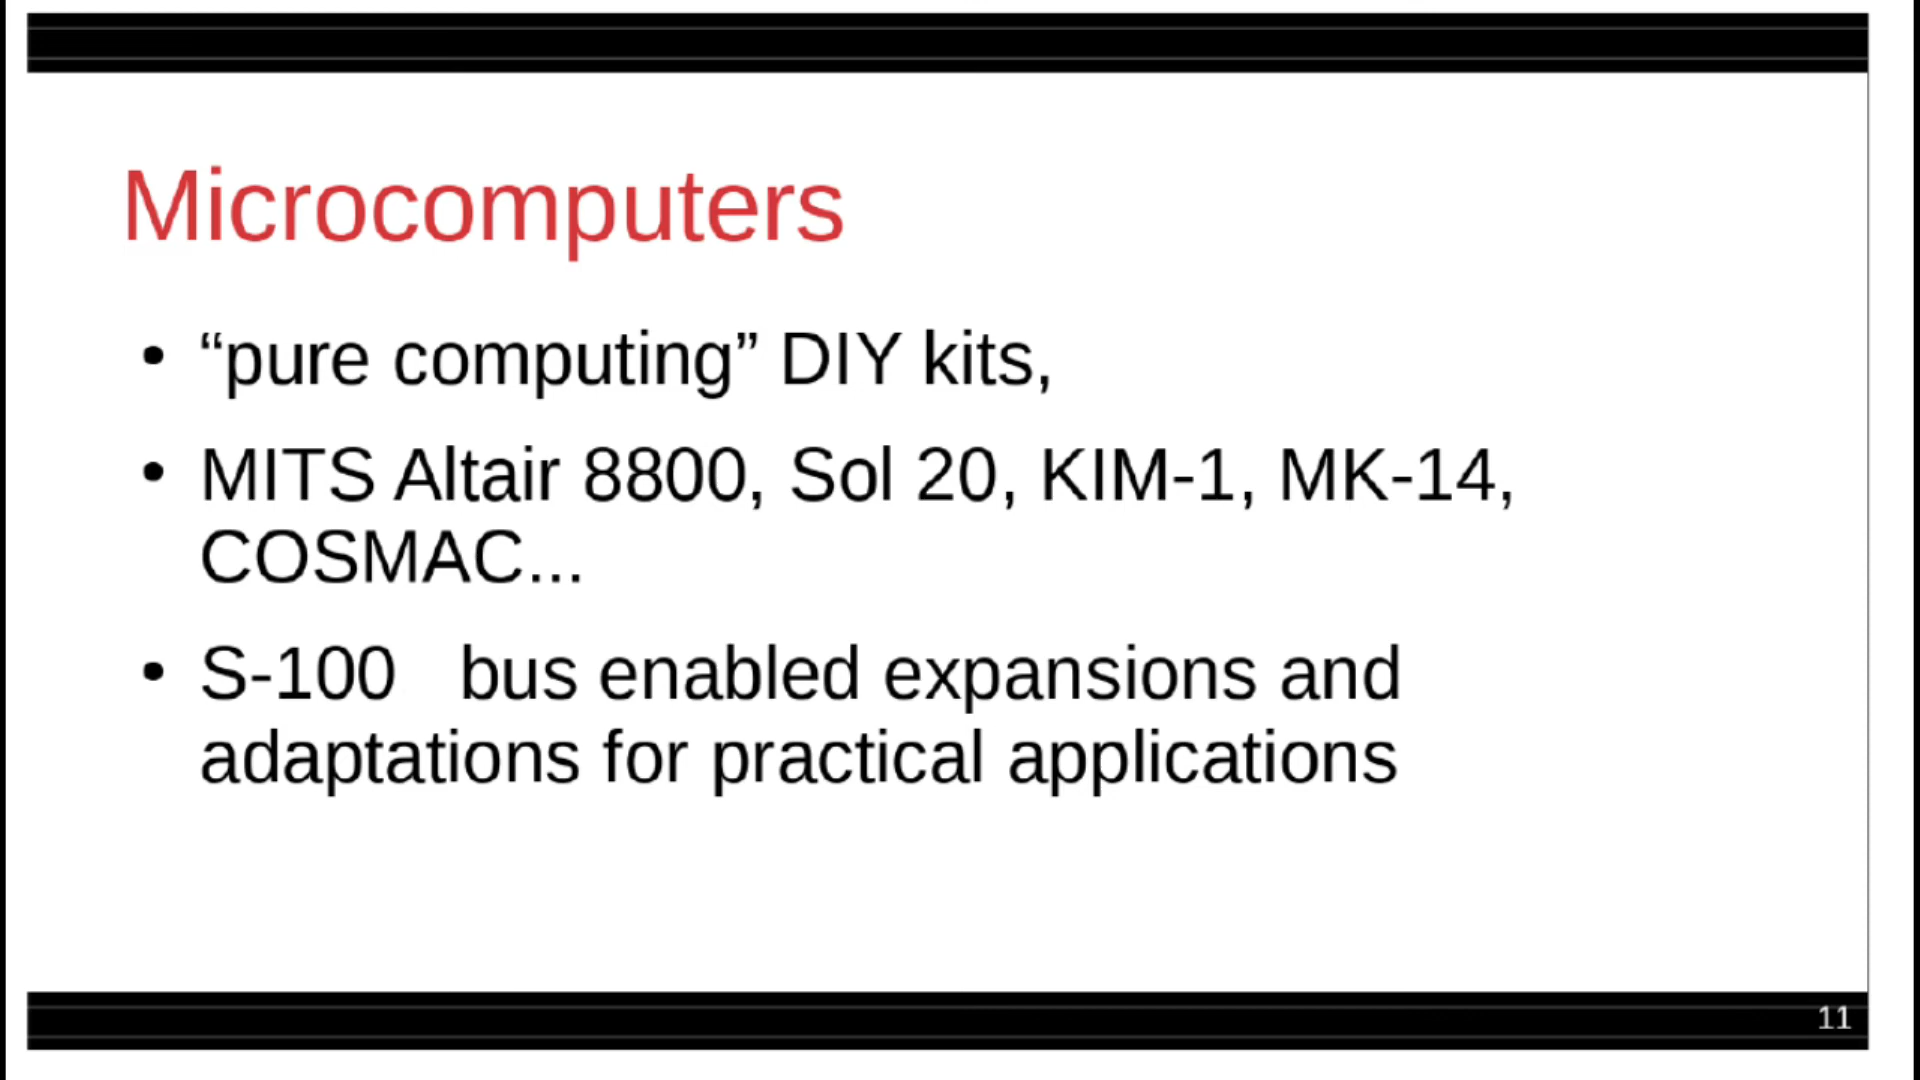 Microcomputers
• “pure computing” DIY kits,
• MITS Altair 8800, Sol 20, KIM-1, MK-14,
COSMAC...
• S-100 bus enabled expansions and
adaptations for practical applications
11